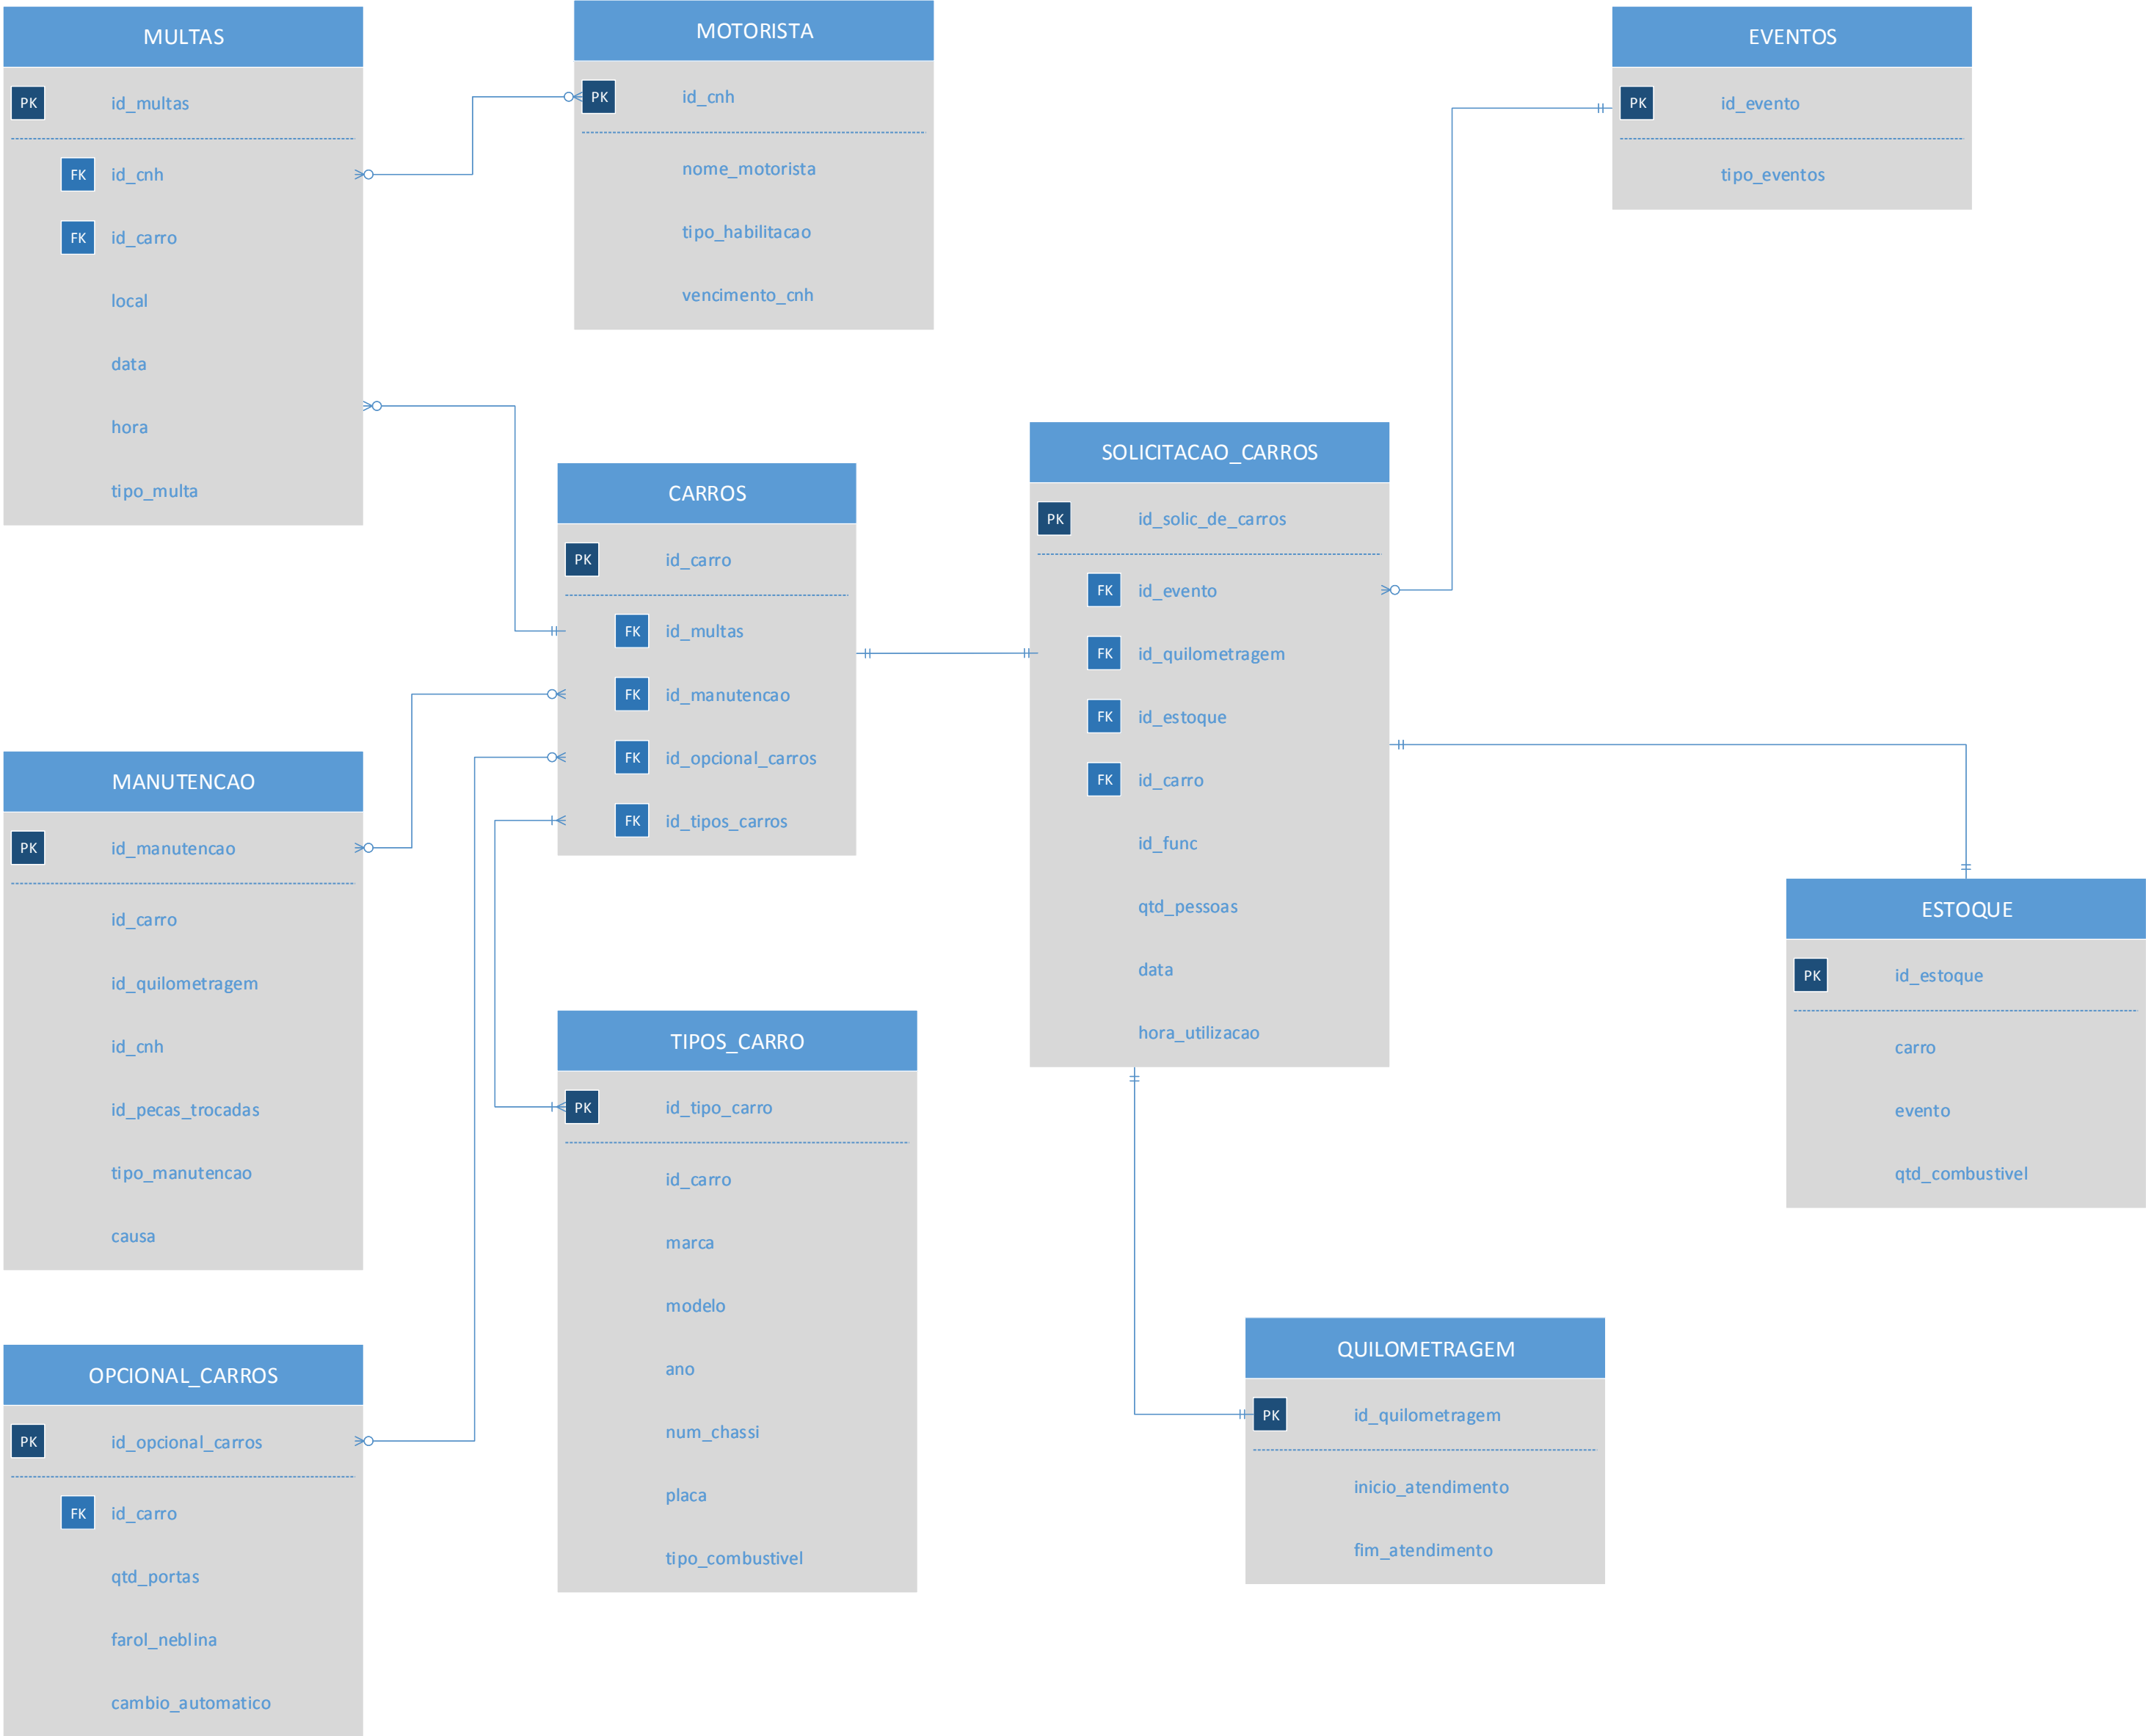 MULTAS
PK id_multas
FK id_cnh
FK id_carro
local
data
hora
tipo_multa
MOTORISTA
PK id_cnh
nome_motorista
tipo_habilitacao
vencimento_cnh
EVENTOS
PK id_evento
tipo_eventos
CARROS
PK id_carro
FK id_multas
FK id_manutencao
FK id_opcional_carros
FK id_tipos_carros
SOLICITACAO_CARROS
PK id_solic_de_carros
FK id_evento
FK id_quilometragem
FK id_estoque
FK id_carro
id_func
qtd_pessoas
data
hora_utilizacao
MANUTENCAO
PK id_manutencao
id_carro
id_quilometragem
id_cnh
id_pecas_trocadas
tipo_manutencao
causa
TIPOS_CARRO
PK id_tipo_carro
id_carro
marca
modelo
ano
num_chassi
placa
tipo_combustivel
ESTOQUE
PK id_estoque
carro
evento
qtd_combustivel
OPCIONAL_CARROS
PK id_opcional_carros
FK id_carro
qtd_portas
farol_neblina
cambio_automatico
QUILOMETRAGEM
PK id_quilometragem
inicio_atendimento
fim_atendimento